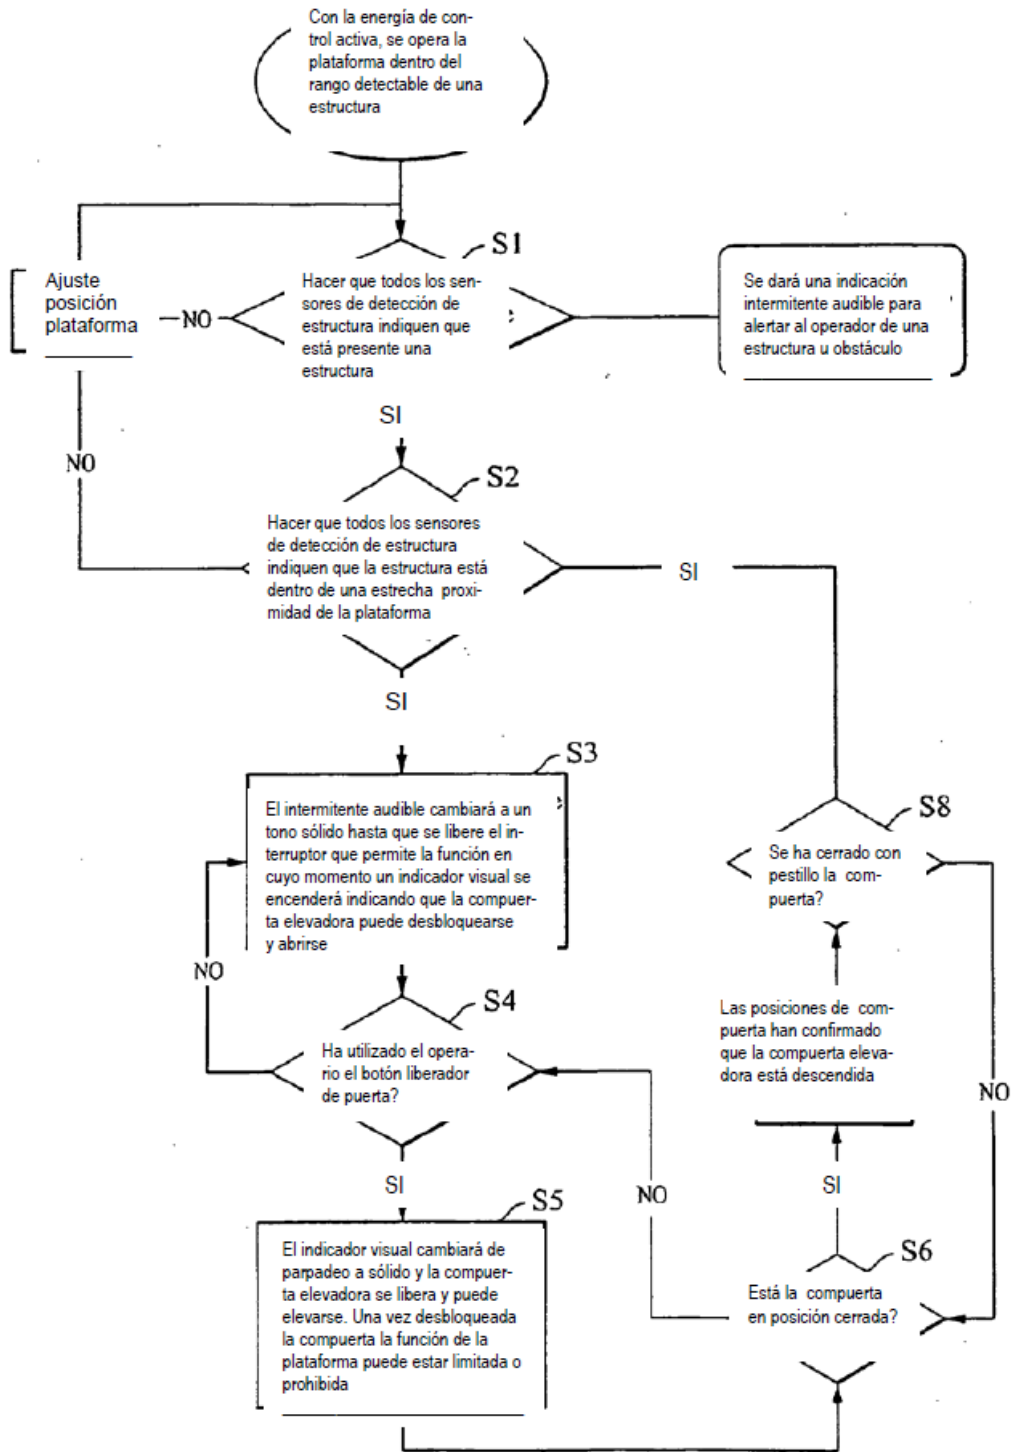 Con la energía de con-
trol activa, se opera la
plataforma dentro del
rango detectable de una
estructura
S1
Ajuste
posición
plataforma
NO
Hacer que todos los sen-
sores de detección de
estructura indiquen que
está presente una
estructura
Se dará una indicación
intermitente audible para
alertar al operador de una
estructura u obstáculo
SI
NO
S2
Hacer que todos los sensores
de detección de estructura
indiquen que la estructura está
dentro de una estrecha proxi-
midad de la plataforma
SI
SI
S3
El intermitente audible cambiará a un
tono sólido hasta que se libere el in-
terruptor que permite la función en
cuyo momento un indicador visual se
encenderá indicando que la compuer-
ta elevadora puede desbloquearse
y abrirse
S8
Se ha cerrado con
pestillo la com-
puerta?
NO
S4
Ha utilizado el opera-
rio el botón liberador
de puerta?
Las posiciones de com-
puerta han confirmado
que la compuerta eleva-
dora está descendida
NO
SI
NO
SI
S5
El indicador visual cambiará de
parpadeo a sólido y la compuer-
ta elevadora se libera y puede
elevarse. Una vez desbloqueada
la compuerta la función de la
plataforma puede estar limitada o
prohibida
S6
Está la compuerta
en posición cerrada?